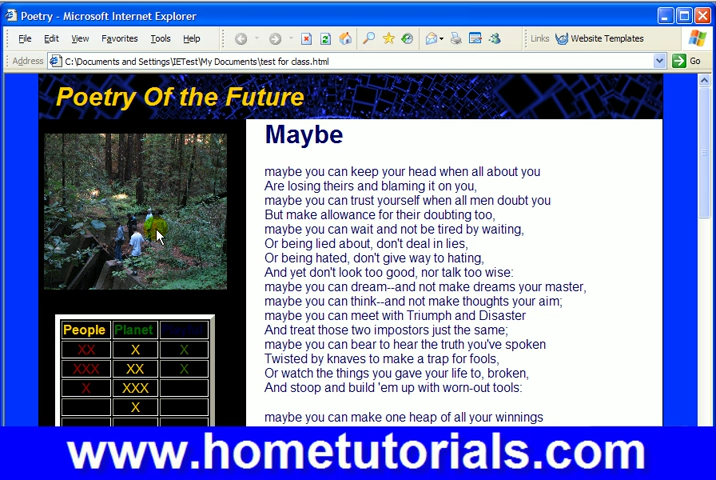 Poetry - Microsoft Internet Explorer
File Edit View Favorites Tools Help Links Website Templates
Address C:\Documents and Settings\IETest\My Documents\test for class.html Go
Poetry Of the Future
Maybe
maybe you can keep your head when all about you
Are losing theirs and blaming it on you,
maybe you can trust yourself when all men doubt you
But make allowance for their doubting too,
maybe you can wait and not be tired by waiting,
Or being lied about, don't deal in lies,
Or being hated, don't give way to hating,
And yet don't look too good, nor talk too wise:
maybe you can dream--and not make dreams your master,
maybe you can think--and not make thoughts your aim;
maybe you can meet with Triumph and Disaster
And treat those two impostors just the same;
maybe you can bear to hear the truth you've spoken
Twisted by knaves to make a trap for fools,
Or watch the things you gave your life to, broken,
And stoop and build 'em up with worn-out tools:
maybe you can make one heap of all your winnings
People Planet
XX X X
XXX XX X
X XXX
X
www.hometutorials.com